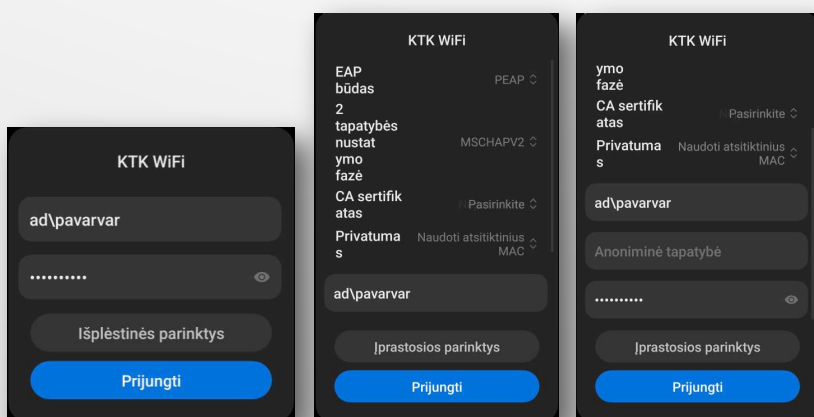 KTK WiFi
ad\pavarvar
••••••••••
Išplėstinės parinktys
Prijungti
KTK WiFi
EAP
būdas
PEAP
2
tapatybės
nustat
ymo
fazė
MSCHAPV2
CA sertifik
atas
Pasirinkite
Privatuma
s
Naudoti atsitiktinius
MAC
ad\pavarvar
Įprastosios parinktys
Prijungti
KTK WiFi
ymo
fazė
CA sertifik
atas
Pasirinkite
Privatuma
s
Naudoti atsitiktinius
MAC
ad\pavarvar
Anoniminė tapatybė
••••••••••
Įprastosios parinktys
Prijungti